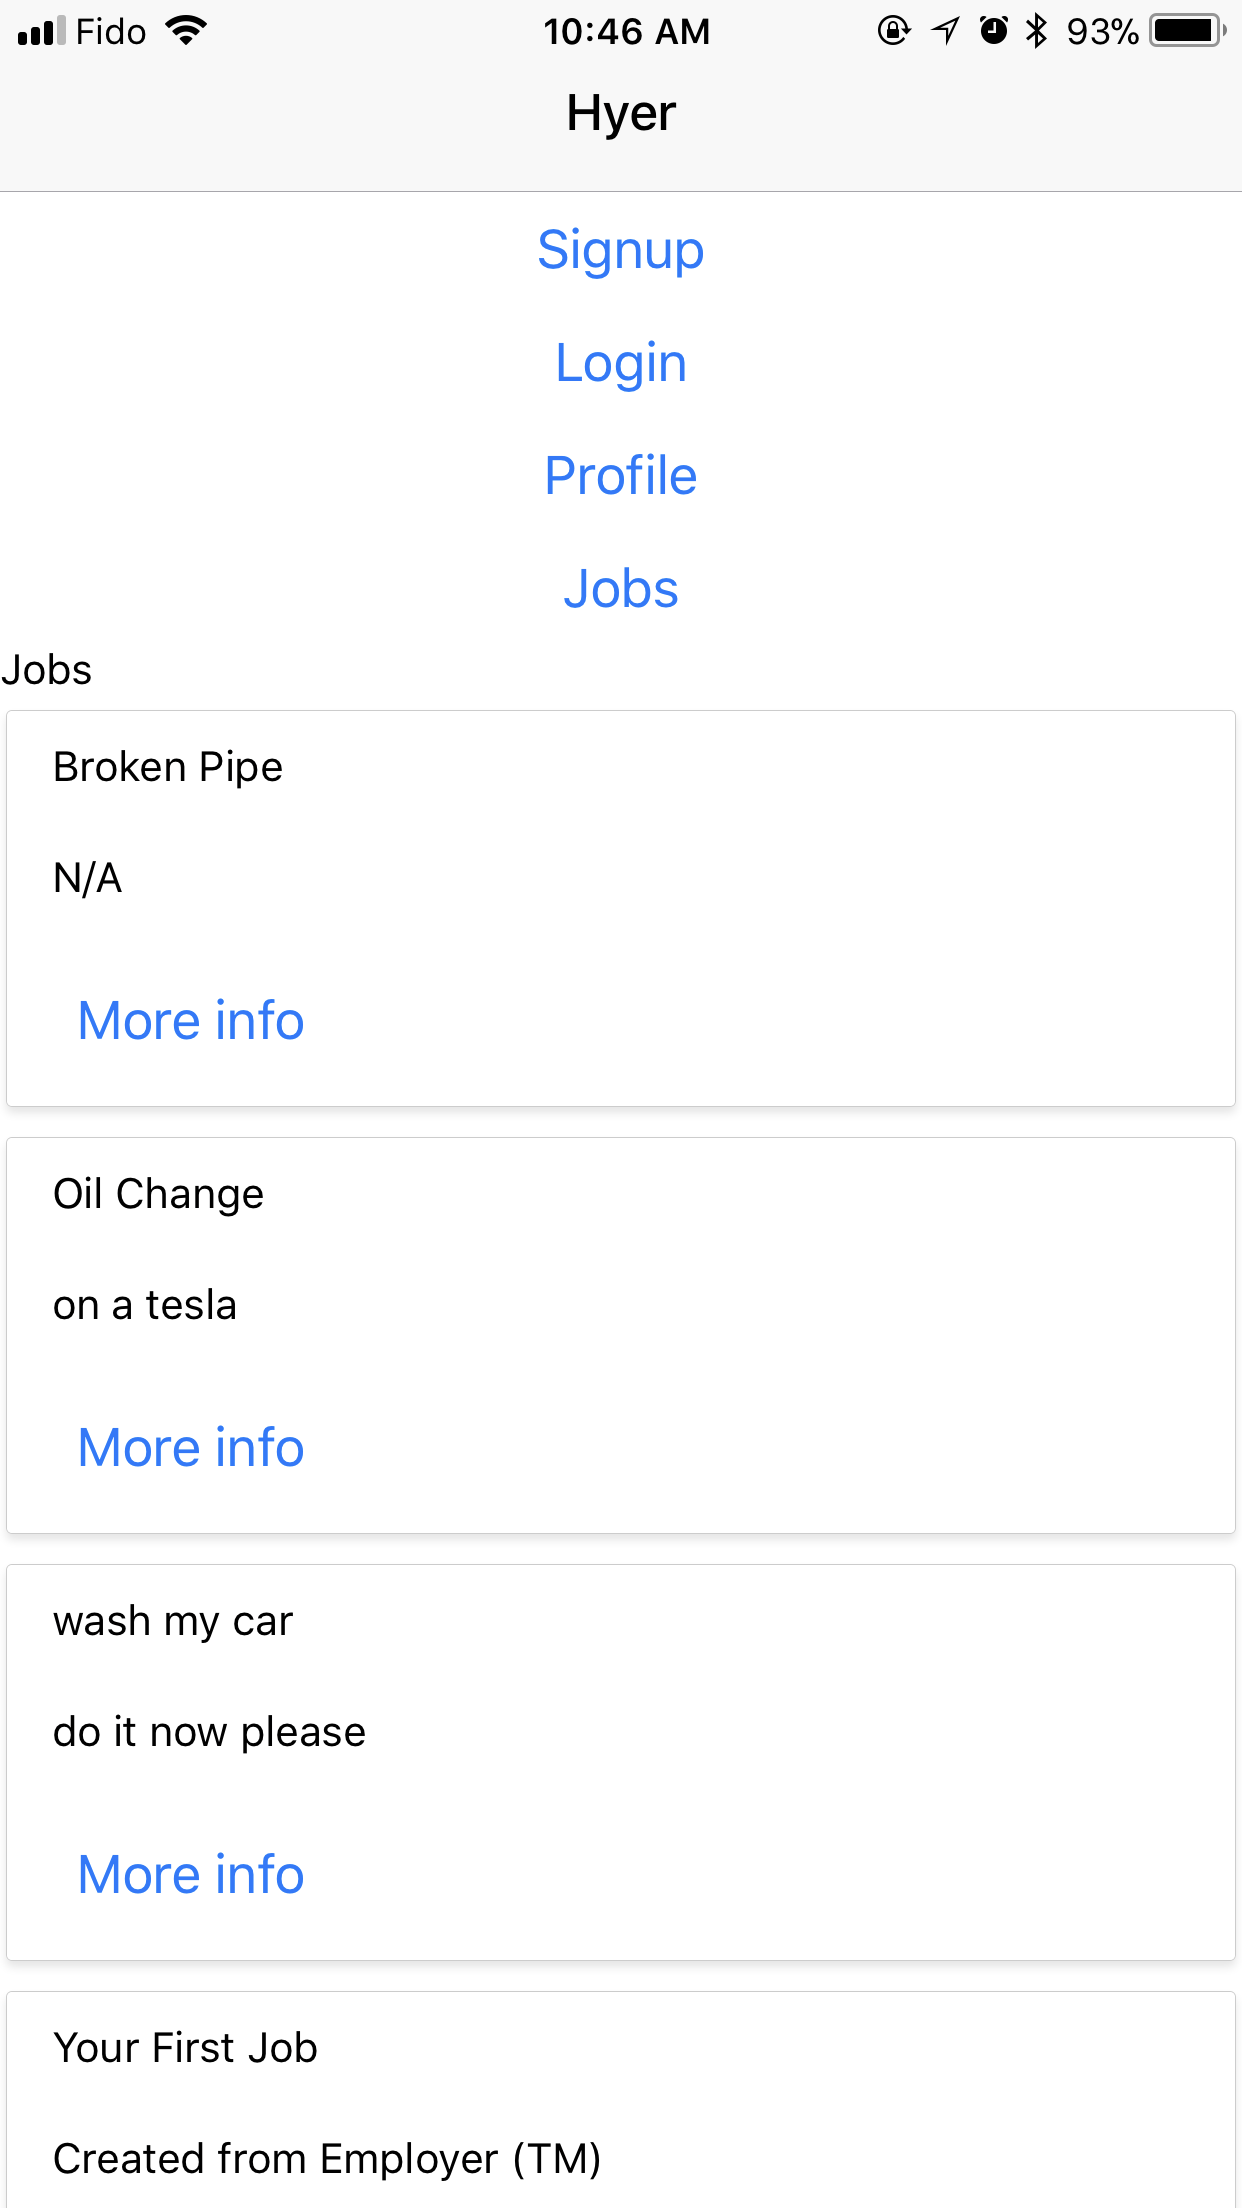 Fido 10:46 AM 93%
Hyer
Signup
Login
Profile
Jobs
Jobs
Broken Pipe
N/A
More info
Oil Change
on a tesla
More info
wash my car
do it now please
More info
Your First Job
Created from Employer (TM)